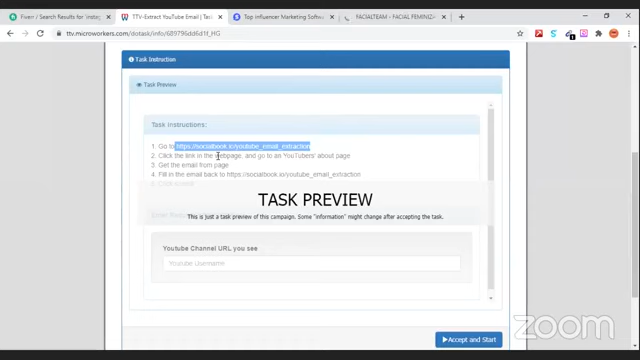 Fiverr / Search Results for 'instag
TTV-Extract YouTube Email | Tas
Top Influencer Marketing Softw
FACIALTEAM - FACIAL FEMINIZA
ttv.microworkers.com/dotask/info/689796dd6d1f_HG
Task Instruction
Task Preview
Task Instructions:
1. Go to https://socialbook.io/youtube_email_extraction
2. Click the link in the webpage, and go to an YouTubers' about page
3. Get the email from page
4. Fill in the email back to https://socialbook.io/youtube_email_extraction
TASK PREVIEW
This is just a task preview of this campaign. Some "information" might change after accepting the task.
Youtube Channel URL you see
Youtube Username
Accept and Start
zoom